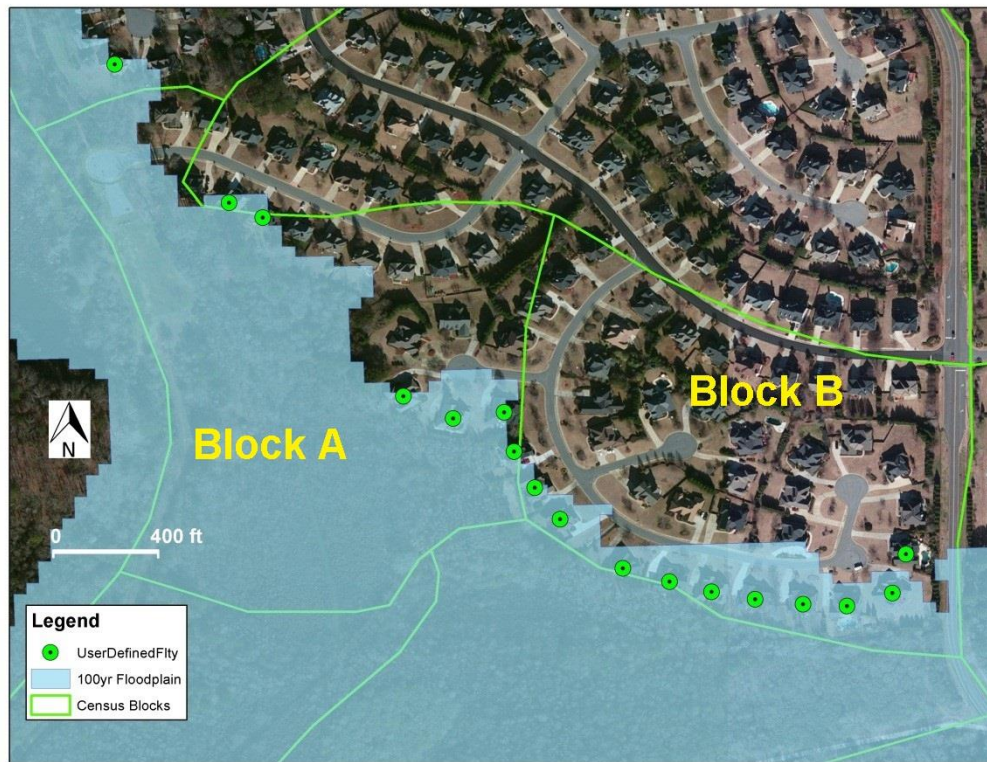 Block B
Block A
N
0 400 ft
Legend
UserDefinedFlty
100yr Floodplain
Census Blocks